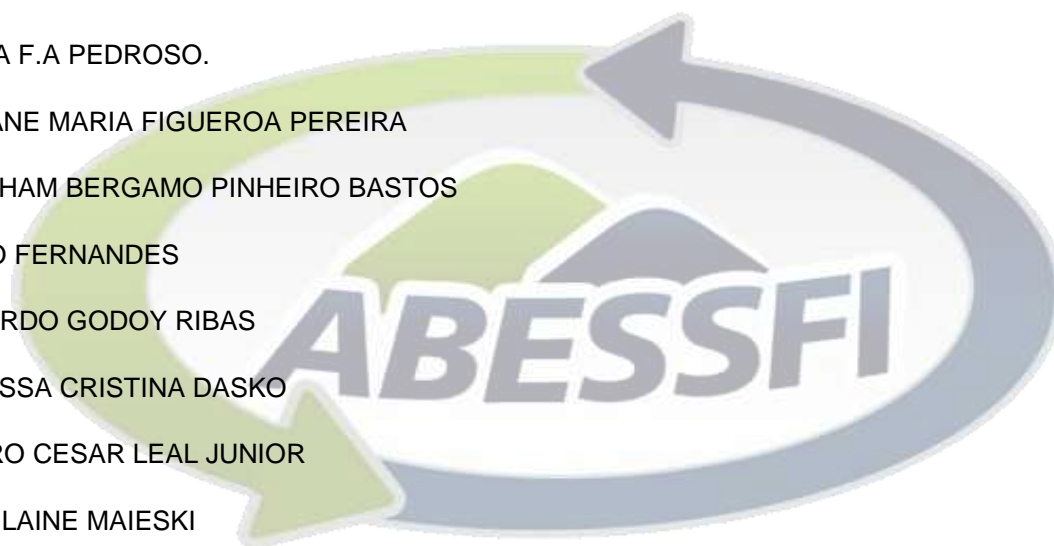 A F.A PEDROSO.
ANE MARIA FIGUEROA PEREIRA
HAM BERGAMO PINHEIRO BASTOS
O FERNANDES
RDO GODOY RIBAS
SSA CRISTINA DASKO
RO CESAR LEAL JUNIOR
LAINE MAIESKI
ABESSFI